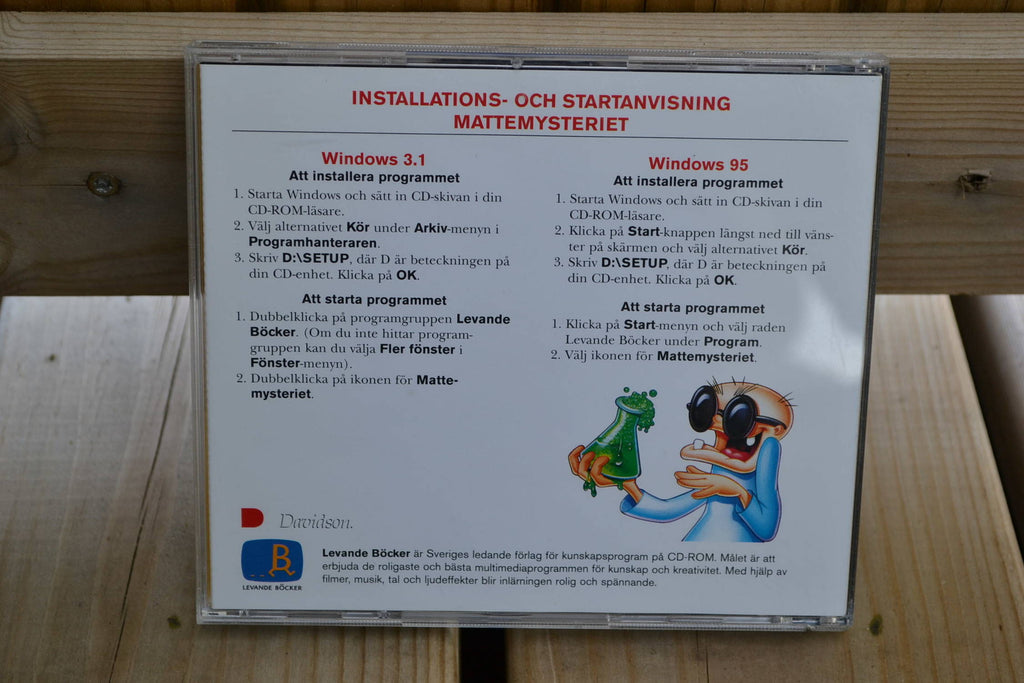 INSTALLATIONS- OCH STARTANVISNING
MATTEMYSTERIET
Windows 3.1
Att installera programmet
1. Starta Windows och sätt in CD-skivan i din
CD-ROM-läsare.
2. Välj alternativet Kör under Arkiv-menyn i
Programhanteraren.
3. Skriv D:\SETUP, där D är beteckningen på
din CD-enhet. Klicka på OK.
Att starta programmet
1. Dubbelklicka på programgruppen Levande
Böcker. (Om du inte hittar program-
gruppen kan du välja Fler fönster i
Fönster-menyn).
2. Dubbelklicka på ikonen för Matte-
mysteriet.
Windows 95
Att installera programmet
1. Starta Windows och sätt in CD-skivan i din
CD-ROM-läsare.
2. Klicka på Start-knappen längst ned till väns-
ter på skärmen och välj alternativet Kör.
3. Skriv D:\SETUP, där D är beteckningen på
din CD-enhet. Klicka på OK.
Att starta programmet
1. Klicka på Start-menyn och välj raden
Levande Böcker under Program.
2. Välj ikonen för Mattemysteriet.
Davidson.
B
LEVANDE BÖCKER
Levande Böcker är Sveriges ledande förlag för kunskapsprogram på CD-ROM. Målet är att
erbjuda de roligaste och bästa multimediaprogrammen för kunskap och kreativitet. Med hjälp av
filmer, musik, tal och ljudeffekter blir inlärningen rolig och spännande.